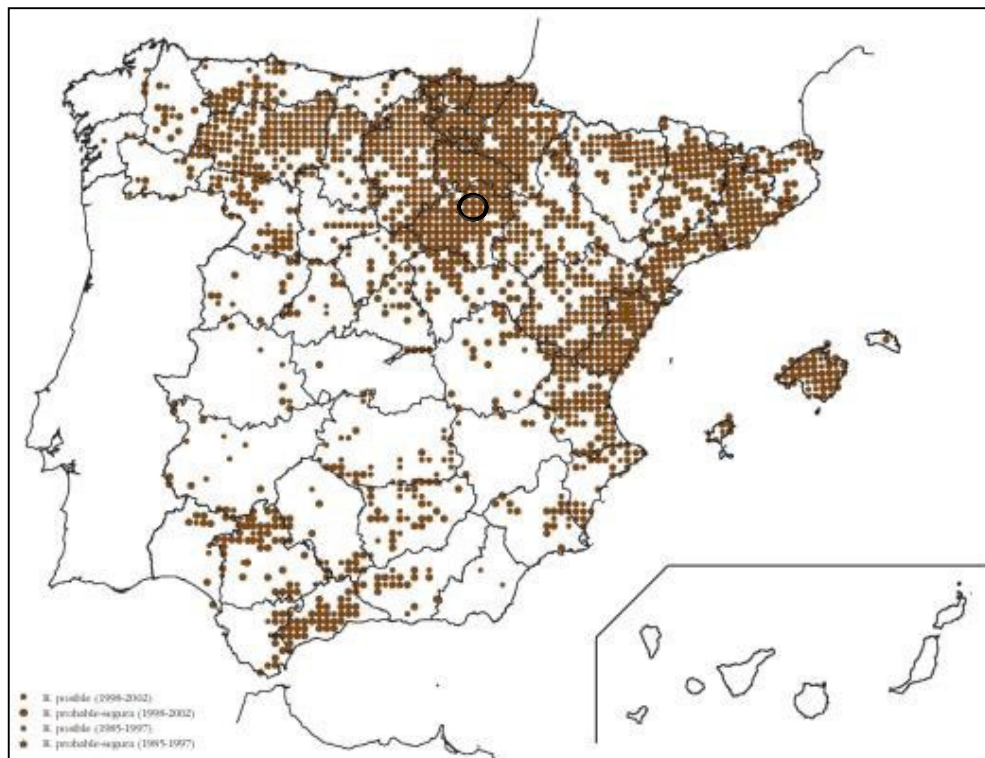 R. posible (1998-2002)
R. probable-segura (1998-2002)
R. posible (1985-1997)
R. probable-segura (1985-1997)